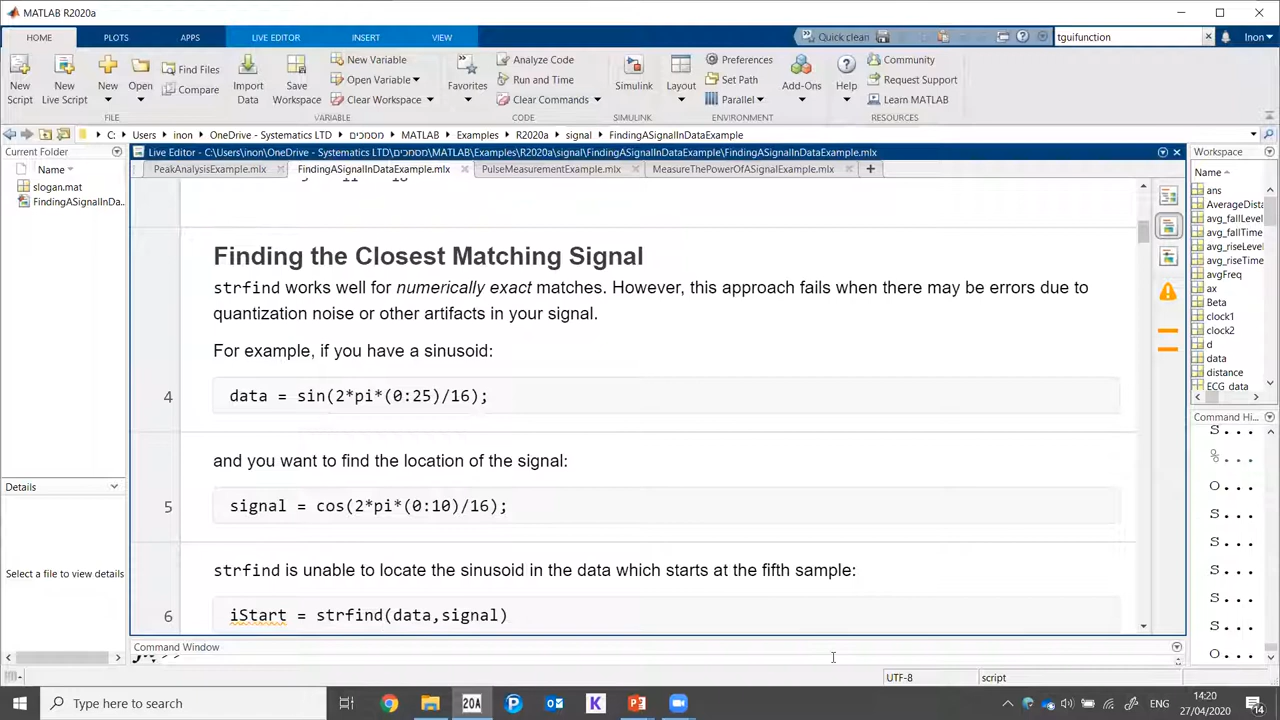 MATLAB R2020a
HOME PLOTS APPS LIVE EDITOR INSERT VIEW Quick clean tguifunction Inon
New Script New Live Script New Open Find Files Compare Import Data Save Workspace New Variable Open Variable Clear Workspace Favorites Analyze Code Run and Time Clear Commands Simulink Layout Preferences Set Path Parallel Add-Ons Help Community Request Support Learn MATLAB
FILE VARIABLE CODE SIMULINK ENVIRONMENT RESOURCES
C: Users inon OneDrive - Systematics LTD מסמכים MATLAB Examples R2020a signal FindingASignalInDataExample
Current Folder
Name
slogan.mat
FindingASignalInDa...
Details
Select a file to view details
Live Editor - C:\Users\inon\OneDrive - Systematics LTD\מסמכים\MATLAB\Examples\R2020a\signal\FindingASignalInDataExample\FindingASignalInDataExample.mlx
PeakAnalysisExample.mlx FindingASignalInDataExample.mlx PulseMeasurementExample.mlx MeasureThePowerOfASignalExample.mlx
Finding the Closest Matching Signal
strfind works well for numerically exact matches. However, this approach fails when there may be errors due to
quantization noise or other artifacts in your signal.
For example, if you have a sinusoid:
4 data = sin(2*pi*(0:25)/16);
and you want to find the location of the signal:
5 signal = cos(2*pi*(0:10)/16);
strfind is unable to locate the sinusoid in the data which starts at the fifth sample:
6 iStart = strfind(data,signal)
Command Window
Workspace
Name
ans
AverageDista
avg_fallLevel
avg_fallTime
avg_riseLevel
avg_riseTime
avgFreq
ax
Beta
clock1
clock2
d
data
distance
ECG_data
Command Hi...
S...
%...
O...
S...
S...
S...
S...
S...
O...
UTF-8 script
Type here to search 20A ENG 14:20
27/04/2020 14